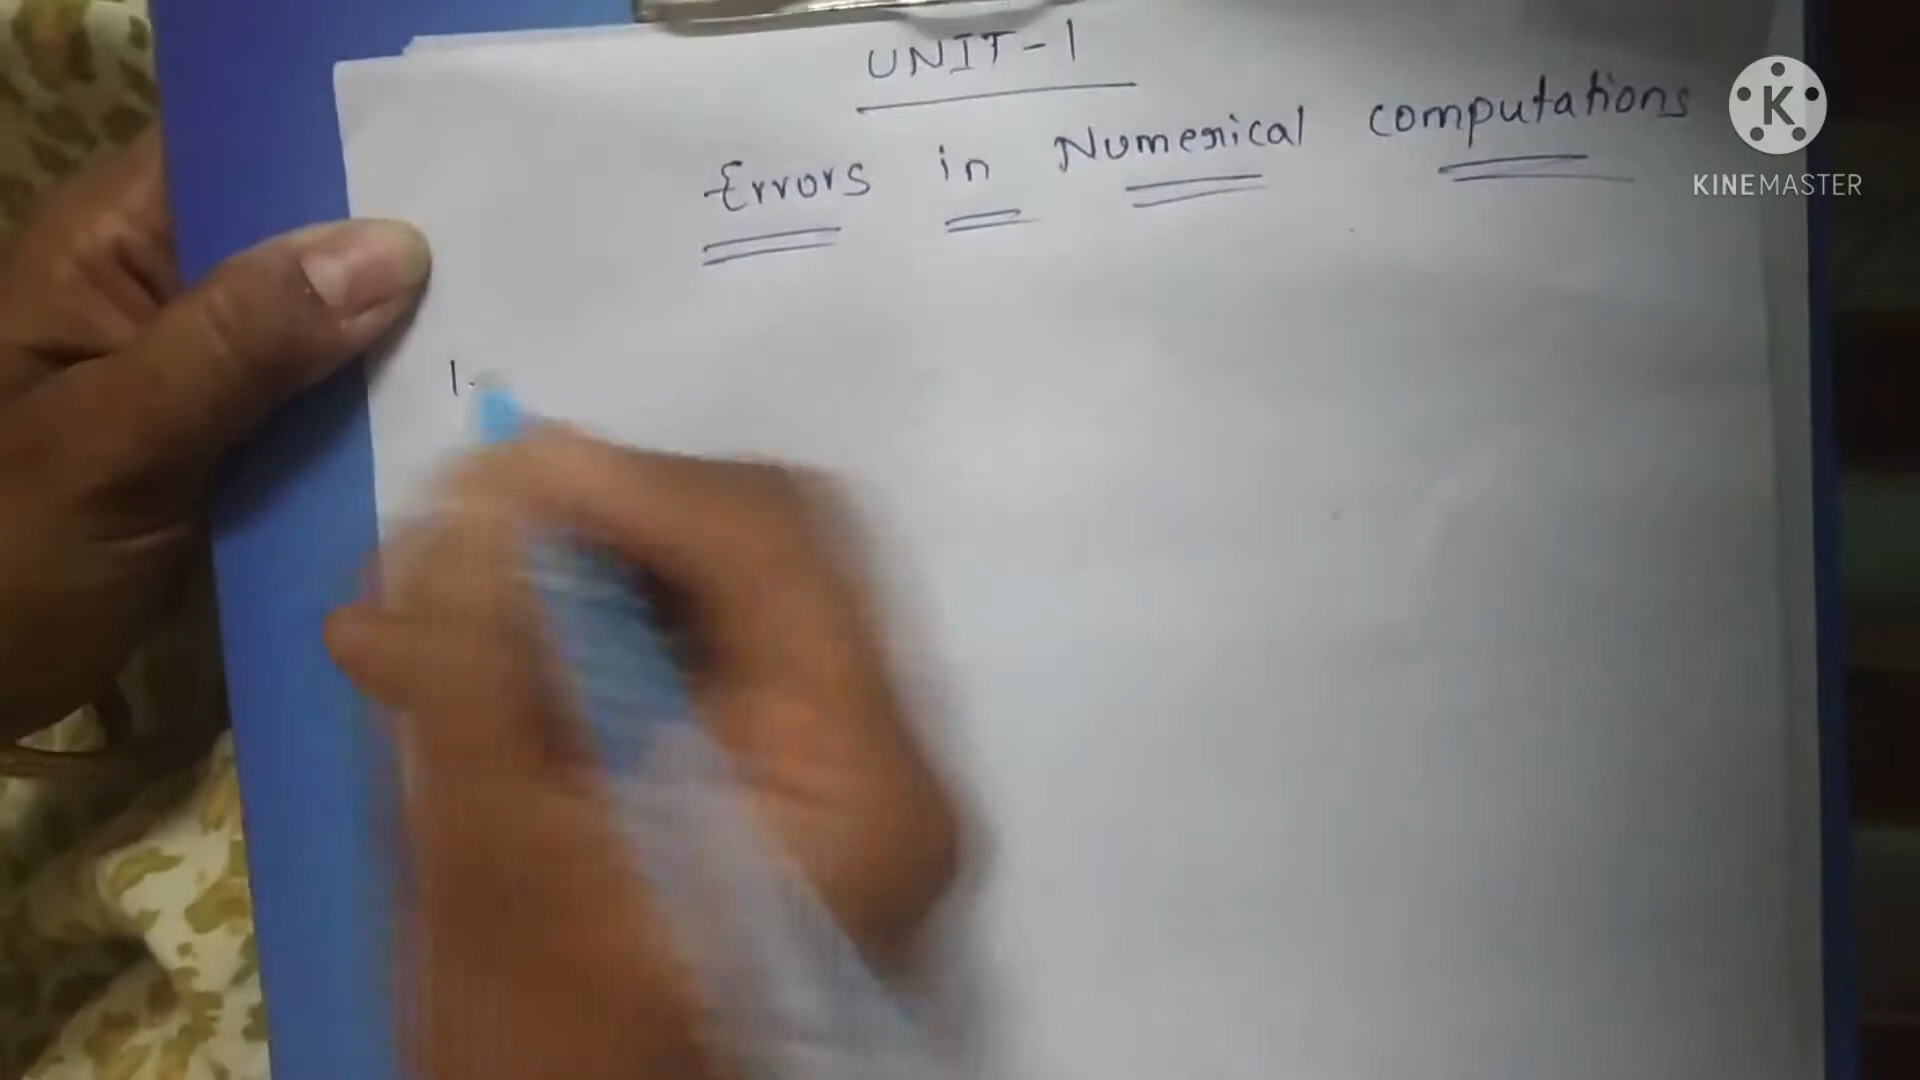 UNIT-1
Errors in Numerical computations
1.
K
KINEMASTER